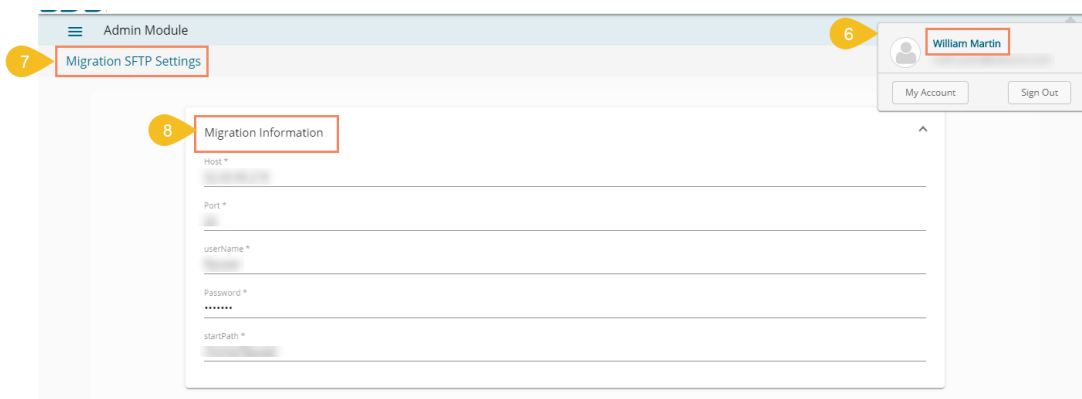 Admin Module
6
William Martin
7
Migration SFTP Settings
My Account
Sign Out
8
Migration Information
Host *
Port *
userName *
Password *
•••••••
startPath *